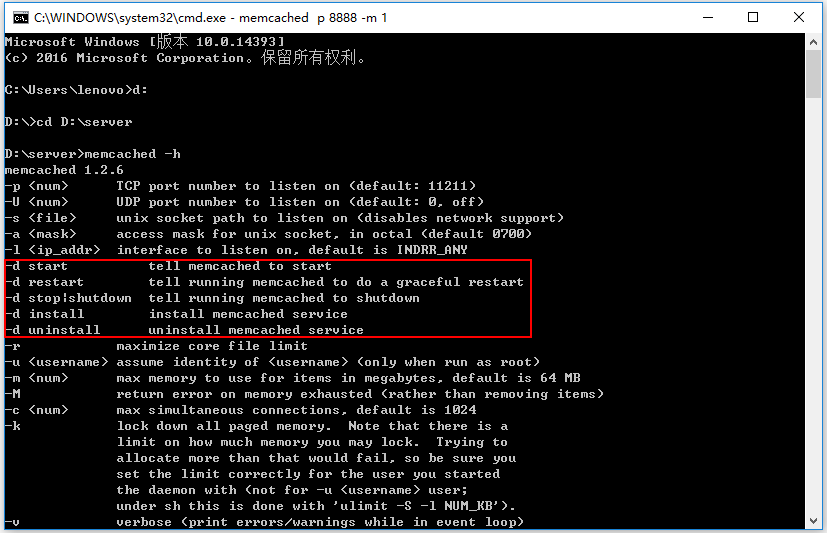 C:\WINDOWS\system32\cmd.exe - memcached  p 8888 -m 1
Microsoft Windows [版本 10.0.14393]
(c) 2016 Microsoft Corporation。保留所有权利。
C:\Users\lenovo>d:
D:\>cd D:\server
D:\server>memcached -h
memcached 1.2.6
-p <num>      TCP port number to listen on (default: 11211)
-U <num>      UDP port number to listen on (default: 0, off)
-s <file>     unix socket path to listen on (disables network support)
-a <mask>     access mask for unix socket, in octal (default 0700)
-l <ip_addr>  interface to listen on, default is INDRR_ANY
-d start          tell memcached to start
-d restart        tell running memcached to do a graceful restart
-d stop|shutdown  tell running memcached to shutdown
-d install        install memcached service
-d uninstall      uninstall memcached service
-r            maximize core file limit
-u <username> assume identity of <username> (only when run as root)
-m <num>      max memory to use for items in megabytes, default is 64 MB
-M            return error on memory exhausted (rather than removing items)
-c <num>      max simultaneous connections, default is 1024
-k            lock down all paged memory.  Note that there is a
              limit on how much memory you may lock.  Trying to
              allocate more than that would fail, so be sure you
              set the limit correctly for the user you started
              the daemon with (not for -u <username> user;
              under sh this is done with 'ulimit -S -l NUM_KB').
-v            verbose (print errors/warnings while in event loop)